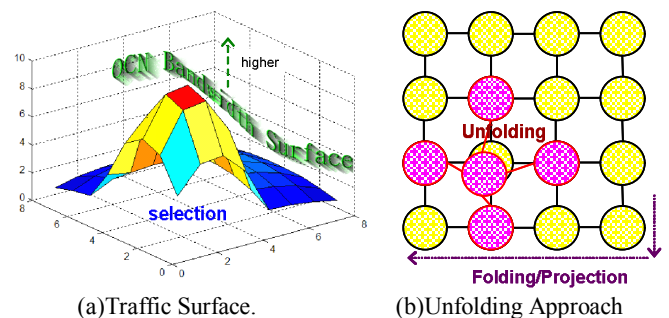 OCN Bandwidth Surface
higher
10
8
6
4
2
0
8
6
4
2
0
0
2
4
6
8
selection
(a)Traffic Surface.
Unfolding
Folding/Projection
(b)Unfolding Approach